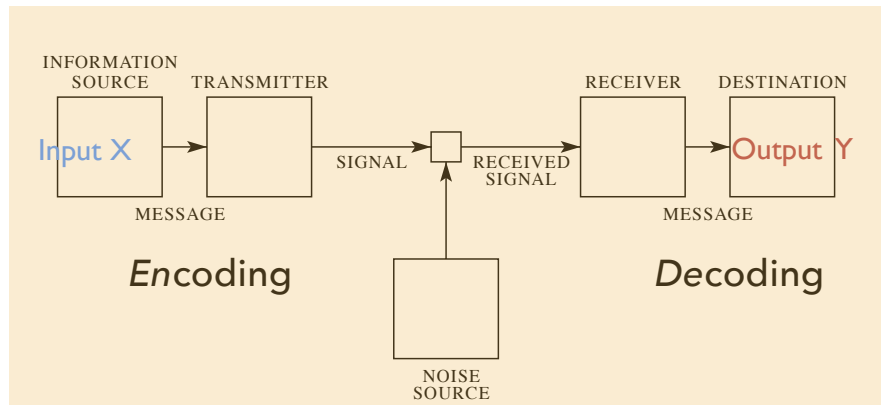 INFORMATION
SOURCE
TRANSMITTER
RECEIVER
DESTINATION
Input X
Output Y
SIGNAL
RECEIVED
SIGNAL
MESSAGE
MESSAGE
Encoding
Decoding
NOISE
SOURCE